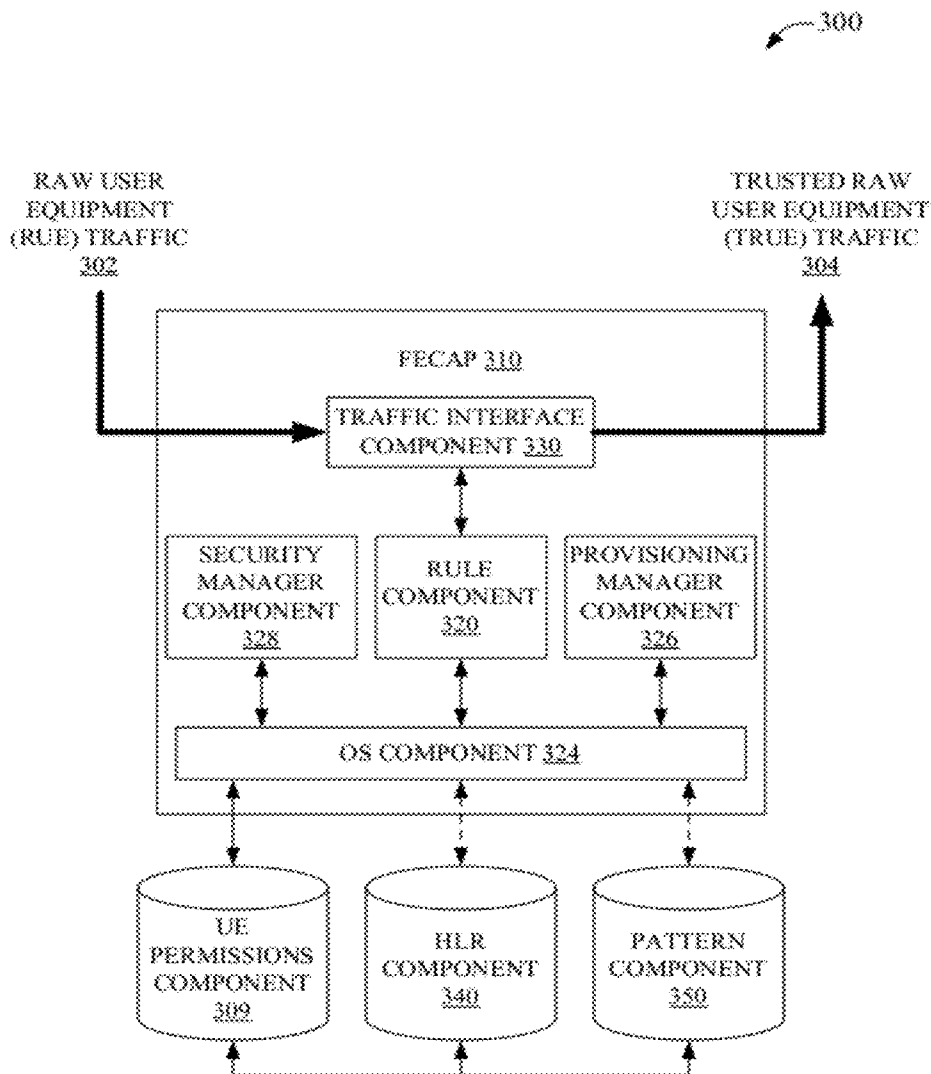 300
RAW USER
EQUIPMENT
(RUE) TRAFFIC
302
TRUSTED RAW
USER EQUIPMENT
(TRUE) TRAFFIC
304
FECAP 310
TRAFFIC INTERFACE
COMPONENT 330
SECURITY
MANAGER
COMPONENT
328
RULE
COMPONENT
320
PROVISIONING
MANAGER
COMPONENT
326
OS COMPONENT 324
UE
PERMISSIONS
COMPONENT
309
HLR
COMPONENT
340
PATTERN
COMPONENT
350